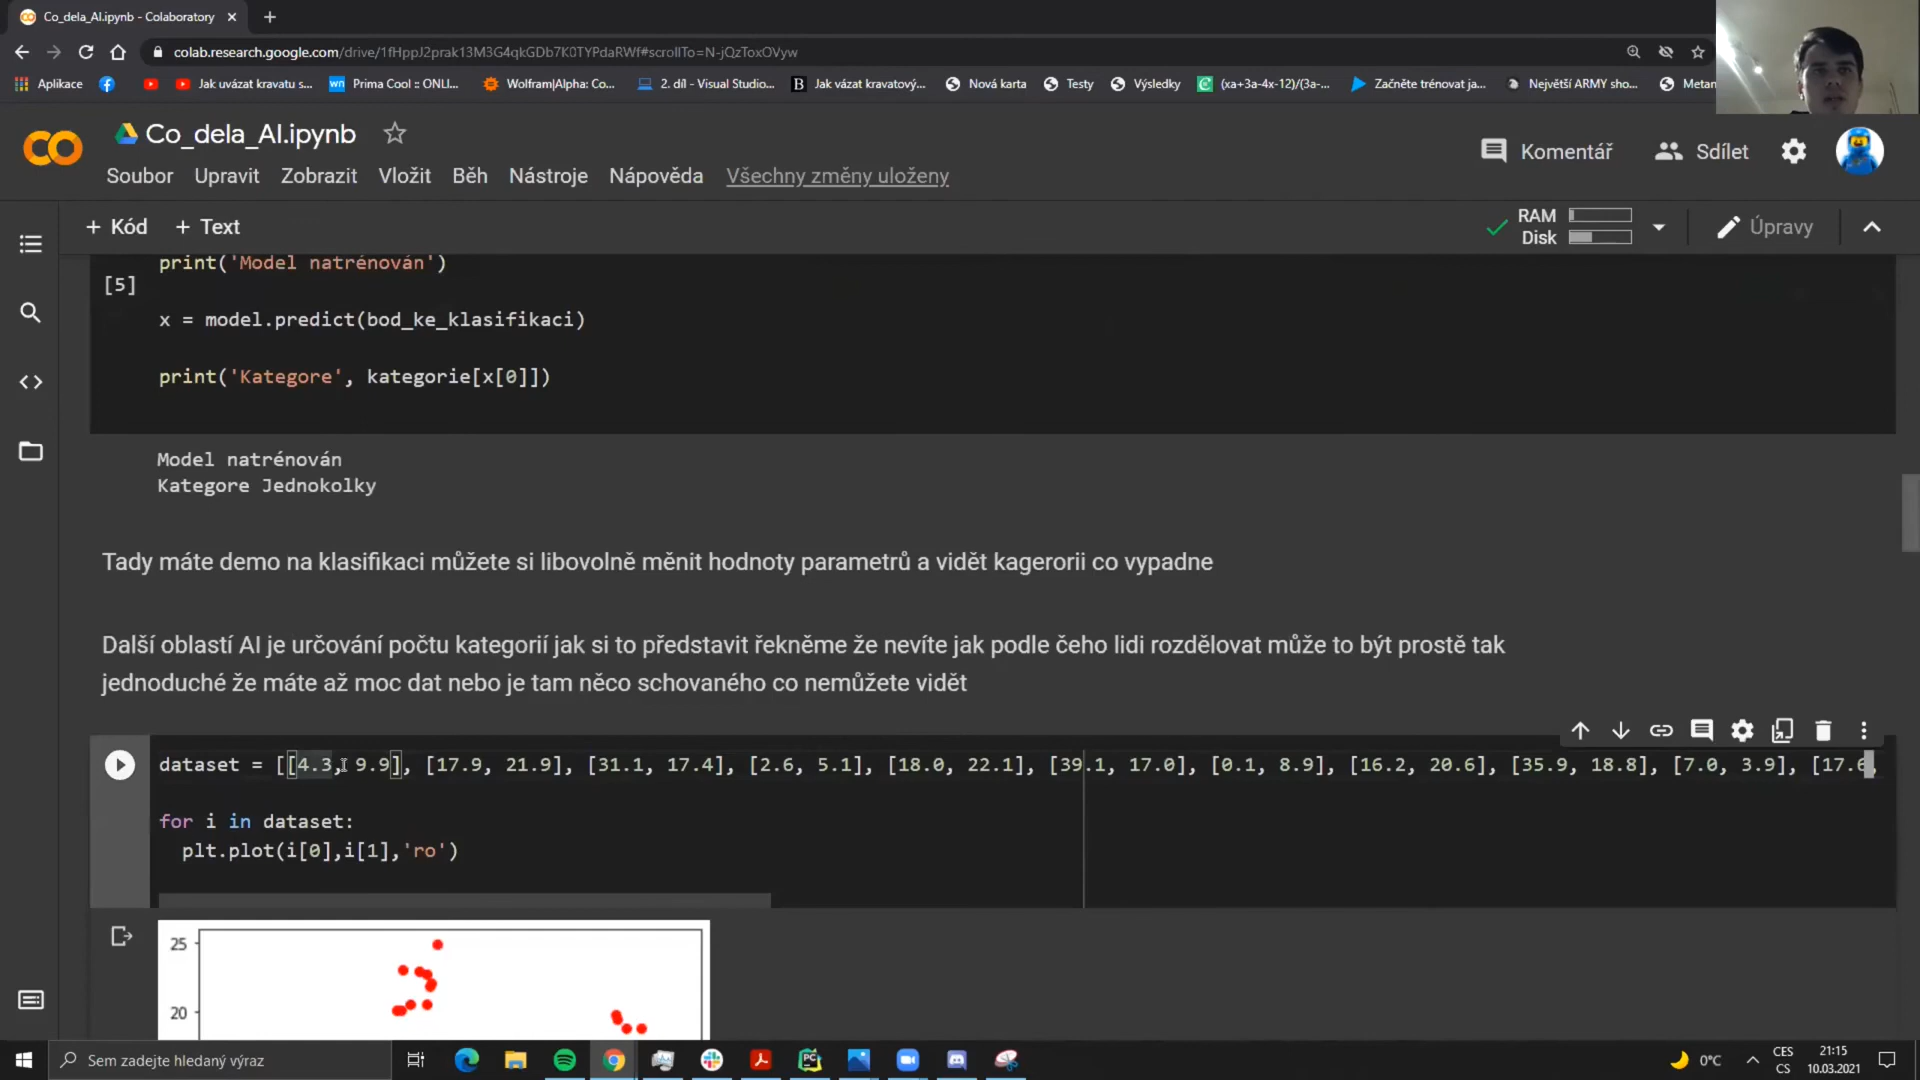 Co_dela_AI.ipynb - Colaboratory
colab.research.google.com/drive/1fHppJ2prak13M3G4qkGDb7K0TYPdaRWf#scrollTo=N-jQzToxOVyw
Aplikace Jak uvázat kravatu s... wn Prima Cool :: ONLI... Wolfram|Alpha: Co... 2. díl - Visual Studio... B Jak vázat kravatový... Nová karta Testy Výsledky (xa+3a-4x-12)/(3a-... Začněte trénovat ja... Největší ARMY sho... Metan
Co_dela_AI.ipynb
Komentář Sdílet
Soubor Upravit Zobrazit Vložit Běh Nástroje Nápověda Všechny změny uloženy
+ Kód + Text
RAM
Disk
Úpravy
print('Model natrénován')
[5]
x = model.predict(bod_ke_klasifikaci)
print('Kategore', kategorie[x[0]])
Model natrénován
Kategore Jednokolky
Tady máte demo na klasifikaci můžete si libovolně měnit hodnoty parametrů a vidět kagerorii co vypadne
Další oblastí AI je určování počtu kategorií jak si to představit řekněme že nevíte jak podle čeho lidi rozdělovat může to být prostě tak
jednoduché že máte až moc dat nebo je tam něco schovaného co nemůžete vidět
dataset = [[4.3, 9.9], [17.9, 21.9], [31.1, 17.4], [2.6, 5.1], [18.0, 22.1], [39.1, 17.0], [0.1, 8.9], [16.2, 20.6], [35.9, 18.8], [7.0, 3.9], [17.6,
for i in dataset:
plt.plot(i[0],i[1],'ro')
25
20
Sem zadejte hledaný výraz
0°C
CES
CS
21:15
10.03.2021